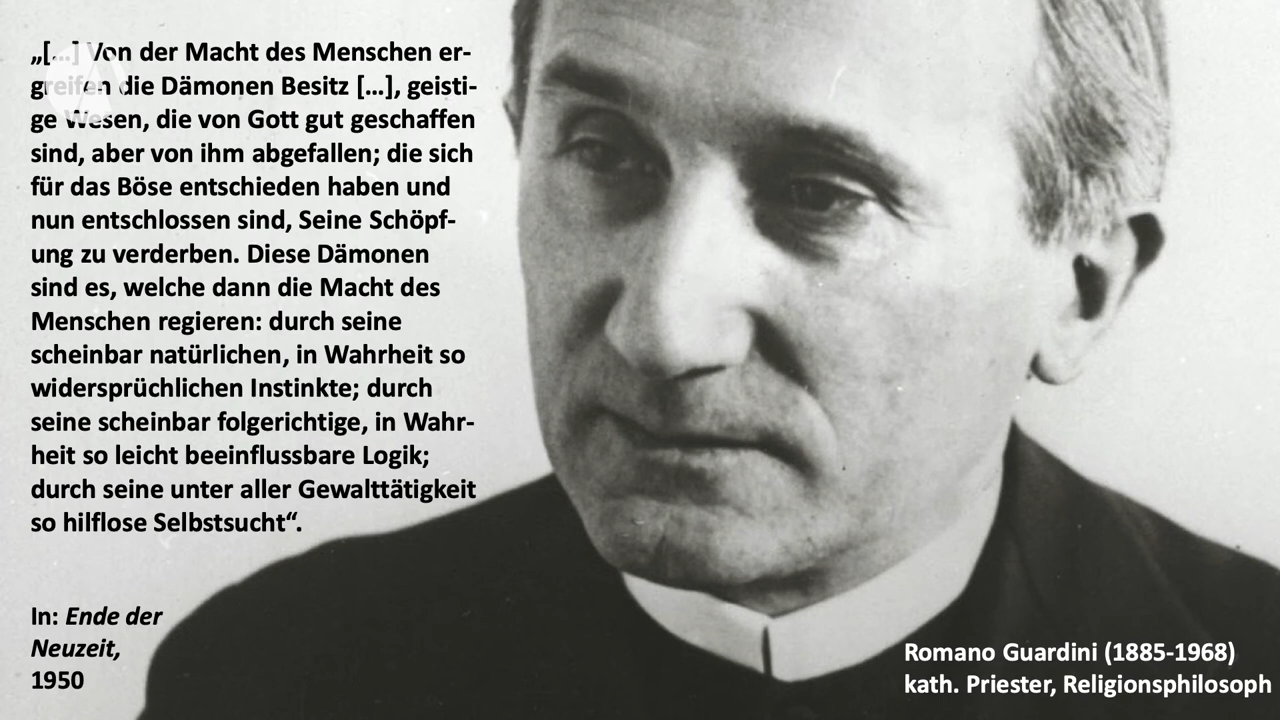 „[...] Von der Macht des Menschen er-
greifen die Dämonen Besitz [...], geisti-
ge Wesen, die von Gott gut geschaffen
sind, aber von ihm abgefallen; die sich
für das Böse entschieden haben und
nun entschlossen sind, Seine Schöpf-
ung zu verderben. Diese Dämonen
sind es, welche dann die Macht des
Menschen regieren: durch seine
scheinbar natürlichen, in Wahrheit so
widersprüchlichen Instinkte; durch
seine scheinbar folgerichtige, in Wahr-
heit so leicht beeinflussbare Logik;
durch seine unter aller Gewalttätigkeit
so hilflose Selbstsucht“.
In: Ende der
Neuzeit,
1950
Romano Guardini (1885-1968)
kath. Priester, Religionsphilosoph